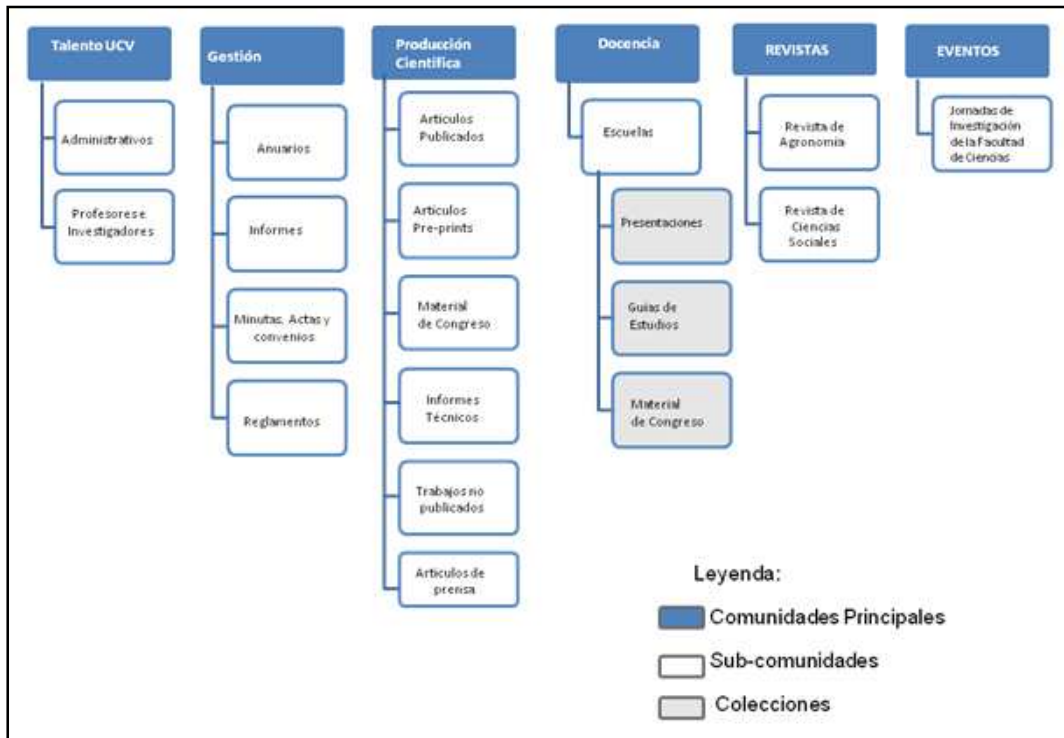 Talento UCV
Administrativos
Profesores e
Investigadores
Gestión
Anuarios
Informes
Minutas, Actas y
convenios
Reglamentos
Producción
Científica
Artículos
Publicados
Artículos
Pre-prints
Material
de Congreso
Informes
Técnicos
Trabajos no
publicados
Artículos de
prensa
Docencia
Escuelas
Presentaciones
Guías de
Estudios
Material
de Congreso
REVISTAS
Revista de
Agronomía
Revista de
Ciencias
Sociales
EVENTOS
Jornadas de
Investigación
de la Facultad
de Ciencias
Leyenda:
Comunidades Principales
Sub-comunidades
Colecciones